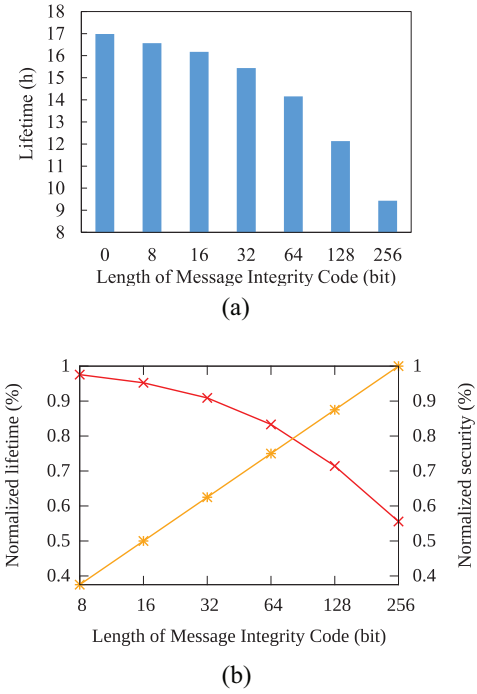 18
17
16
15
14
13
12
11
10
9
8
Lifetime (h)
0 8 16 32 64 128 256
Length of Message Integrity Code (bit)
(a)
1
0.9
0.8
0.7
0.6
0.5
0.4
Normalized lifetime (%)
1
0.9
0.8
0.7
0.6
0.5
0.4
Normalized security (%)
8 16 32 64 128 256
Length of Message Integrity Code (bit)
(b)